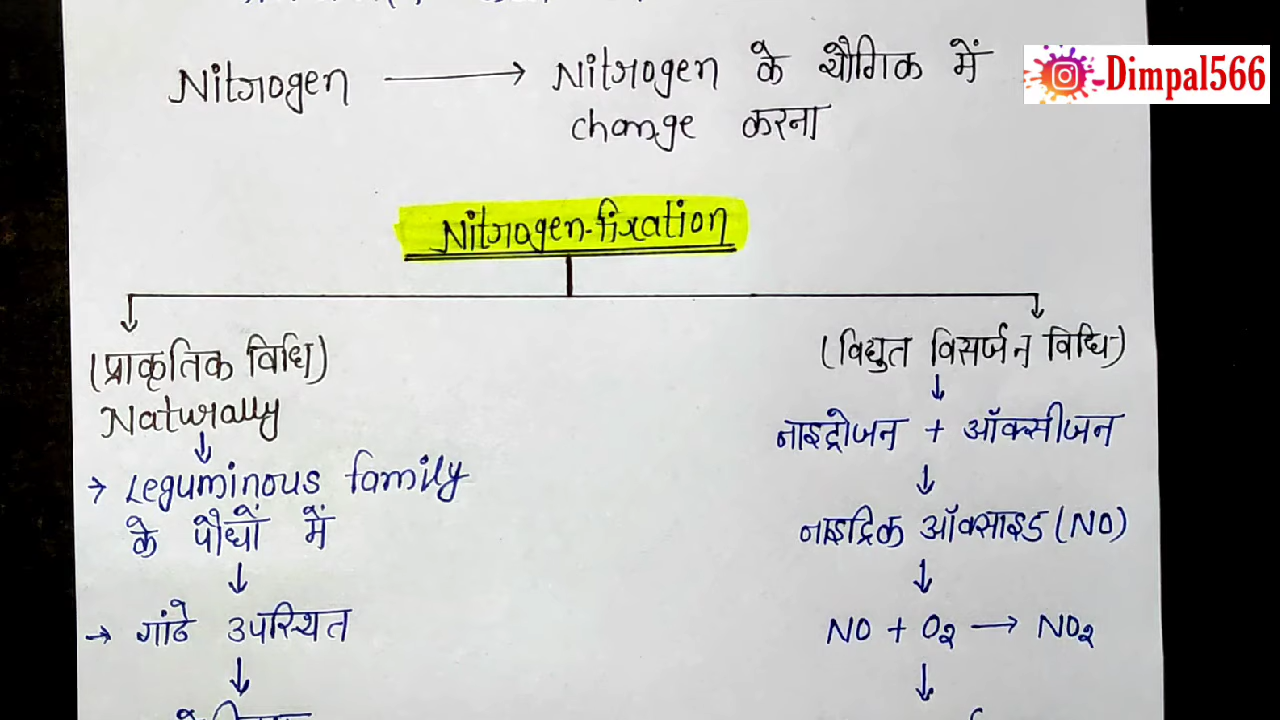 Nitrogen → Nitrogen के यौगिक में
change करना
Dimpal566
Nitrogen-fixation
(प्राकृतिक विधि)
Naturally
↓
→ Leguminous family
के पौधों में
↓
→ गांठे उपस्थित
↓
(विद्युत विसर्जन विधि)
↓
नाइट्रोजन + ऑक्सीजन
↓
नाइट्रिक ऑक्साइड (NO)
↓
NO + O₂ → NO₂
↓